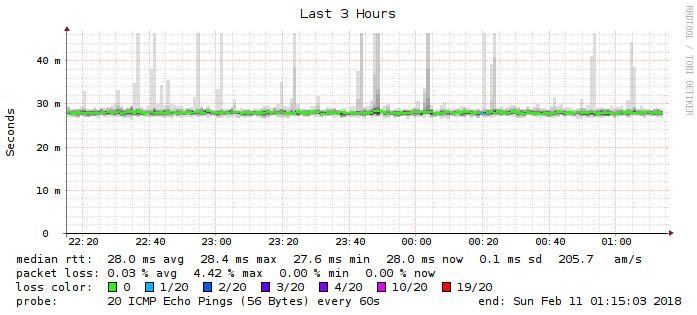 Last 3 Hours
RRDTOOL / TOBI OETIKER
Seconds
40 m
30 m
20 m
10 m
0
22:20 22:40 23:00 23:20 23:40 00:00 00:20 00:40 01:00
median rtt: 28.0 ms avg 28.4 ms max 27.6 ms min 28.0 ms now 0.1 ms sd 205.7 am/s
packet loss: 0.03 % avg 4.42 % max 0.00 % min 0.00 % now
loss color: 0 1/20 2/20 3/20 4/20 10/20 19/20
probe: 20 ICMP Echo Pings (56 Bytes) every 60s end: Sun Feb 11 01:15:03 2018